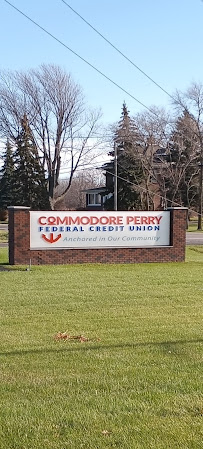 COMMODORE PERRY
FEDERAL CREDIT UNION
Anchored in Our Community